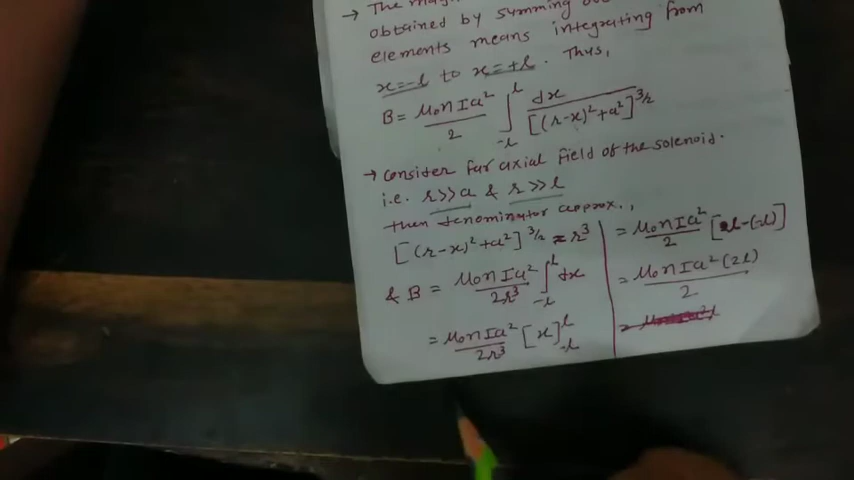 → The
obtained by summing
elements means integrating from
x=-l to x=+l. Thus,
B= μ₀nIa²/2 ∫₋ₗˡ dx/[(r-x)²+a²]^3/2
→ Consider far axial field of the solenoid.
i.e. r>>a & r>>l
then denominator approx.,
[(r-x)²+a²]^3/2 ≈ r³
& B = μ₀nIa²/2r³ ∫₋ₗˡ dx
= μ₀nIa²/2r³ [x]₋ₗˡ
= μ₀nIa²/2 [l-(-l)]
= μ₀nIa²(2l)/2